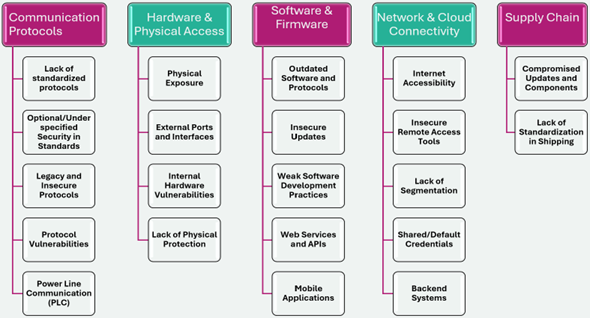 Communication
Protocols
Lack of
standardized
protocols
Optional/Under
specified
Security in
Standards
Legacy and
Insecure
Protocols
Protocol
Vulnerabilities
Power Line
Communication
(PLC)
Hardware &
Physical Access
Physical
Exposure
External Ports
and Interfaces
Internal
Hardware
Vulnerabilities
Lack of Physical
Protection
Software &
Firmware
Outdated
Software and
Protocols
Insecure
Updates
Weak Software
Development
Practices
Web Services
and APIs
Mobile
Applications
Network & Cloud
Connectivity
Internet
Accessibility
Insecure
Remote Access
Tools
Lack of
Segmentation
Shared/Default
Credentials
Backend
Systems
Supply Chain
Compromised
Updates and
Components
Lack of
Standardization
in Shipping